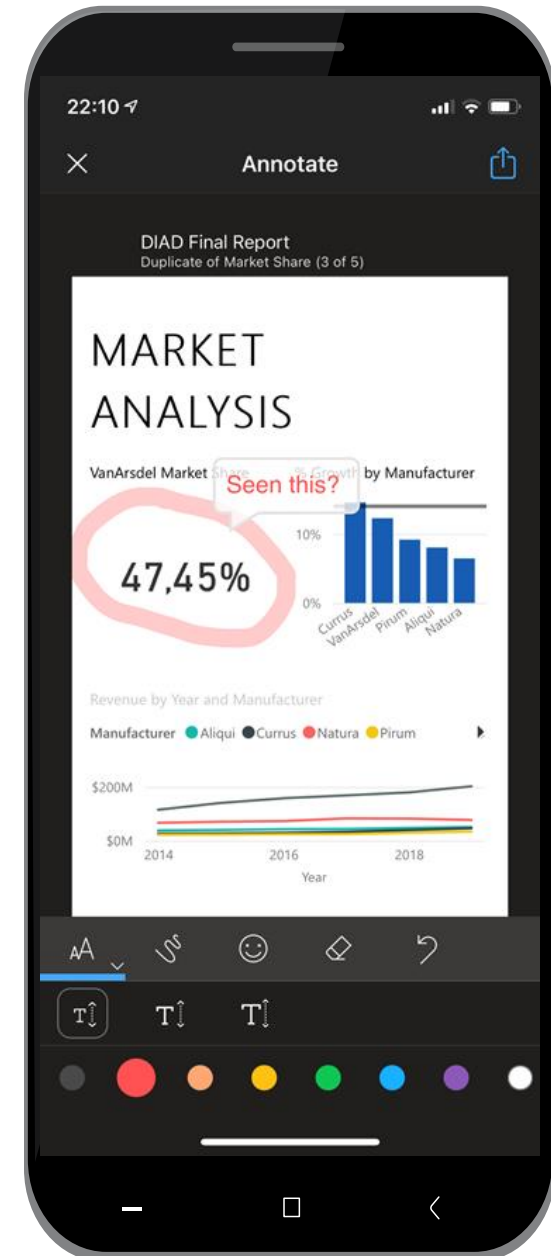 22:10
Annotate
DIAD Final Report
Duplicate of Market Share (3 of 5)
MARKET
ANALYSIS
VanArsdel Market Share
% Growth by Manufacturer
Seen this?
10%
0%
47,45%
Currus
VanArsdel
Pirum
Aliqui
Natura
Revenue by Year and Manufacturer
Manufacturer Aliqui Currus Natura Pirum
$200M
$0M
2014 2016 2018
Year
AA
T T T